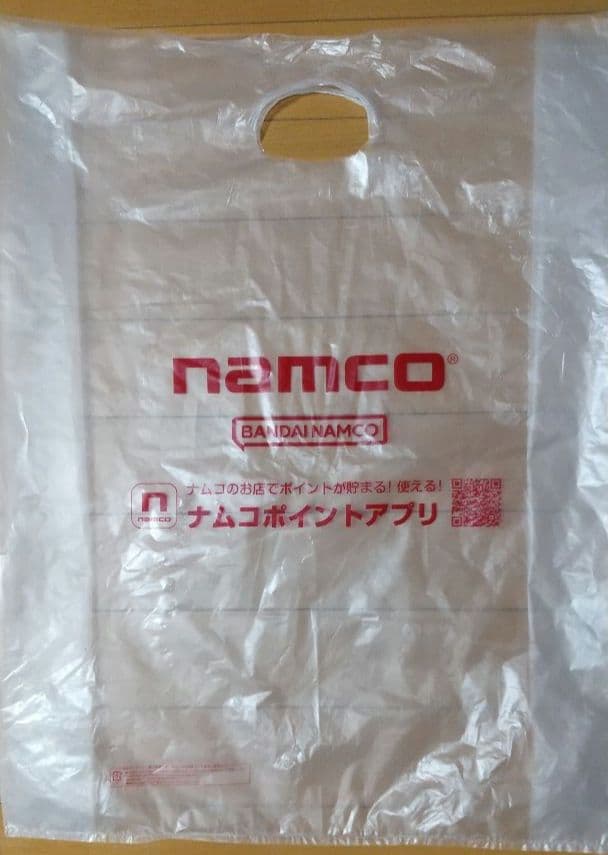 namco®
BANDAI NAMCO
ナムコのお店でポイントが貯まる!使える!
n
namco
ナムコポイントアプリ